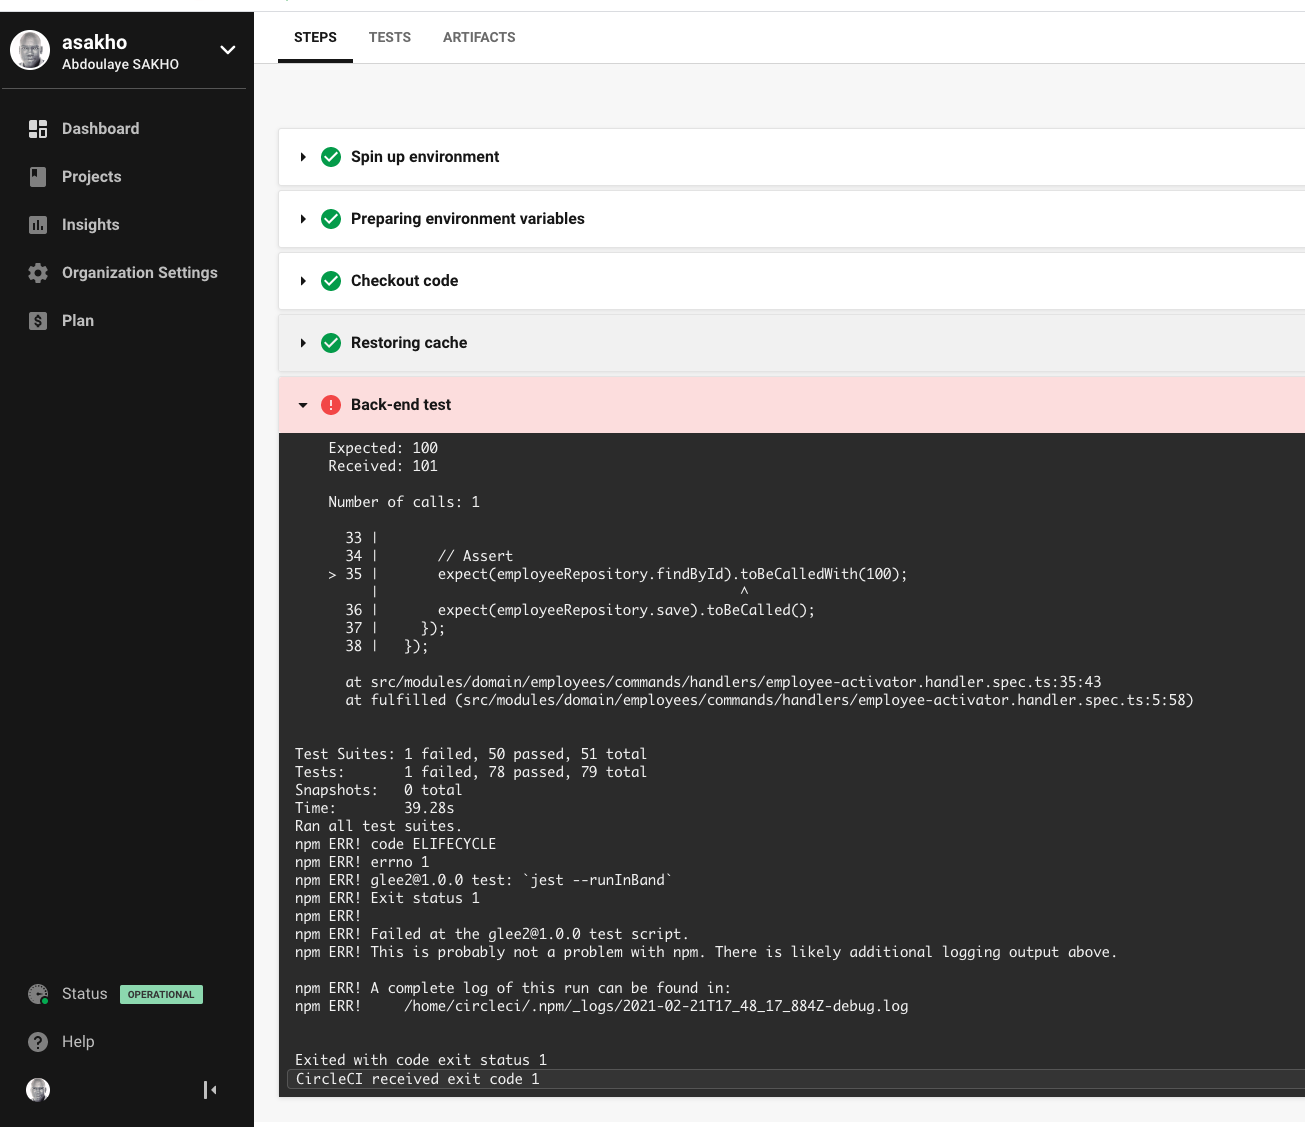 asakho
Abdoulaye SAKHO
Dashboard
Projects
Insights
Organization Settings
Plan
Status OPERATIONAL
Help
STEPS TESTS ARTIFACTS
Spin up environment
Preparing environment variables
Checkout code
Restoring cache
Back-end test
Expected: 100
Received: 101
Number of calls: 1
33 |
34 |       // Assert
> 35 |       expect(employeeRepository.findById).toBeCalledWith(100);
|                                           ^
36 |       expect(employeeRepository.save).toBeCalled();
37 |     });
38 |   });
at src/modules/domain/employees/commands/handlers/employee-activator.handler.spec.ts:35:43
at fulfilled (src/modules/domain/employees/commands/handlers/employee-activator.handler.spec.ts:5:58)
Test Suites: 1 failed, 50 passed, 51 total
Tests:       1 failed, 78 passed, 79 total
Snapshots:   0 total
Time:        39.28s
Ran all test suites.
npm ERR! code ELIFECYCLE
npm ERR! errno 1
npm ERR! glee2@1.0.0 test: `jest --runInBand`
npm ERR! Exit status 1
npm ERR!
npm ERR! Failed at the glee2@1.0.0 test script.
npm ERR! This is probably not a problem with npm. There is likely additional logging output above.
npm ERR! A complete log of this run can be found in:
npm ERR!     /home/circleci/.npm/_logs/2021-02-21T17_48_17_884Z-debug.log
Exited with code exit status 1
CircleCI received exit code 1